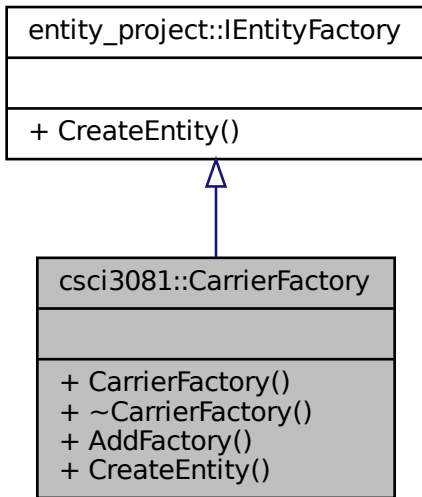 entity_project::IEntityFactory
+ CreateEntity()
csci3081::CarrierFactory
+ CarrierFactory()
+ ~CarrierFactory()
+ AddFactory()
+ CreateEntity()